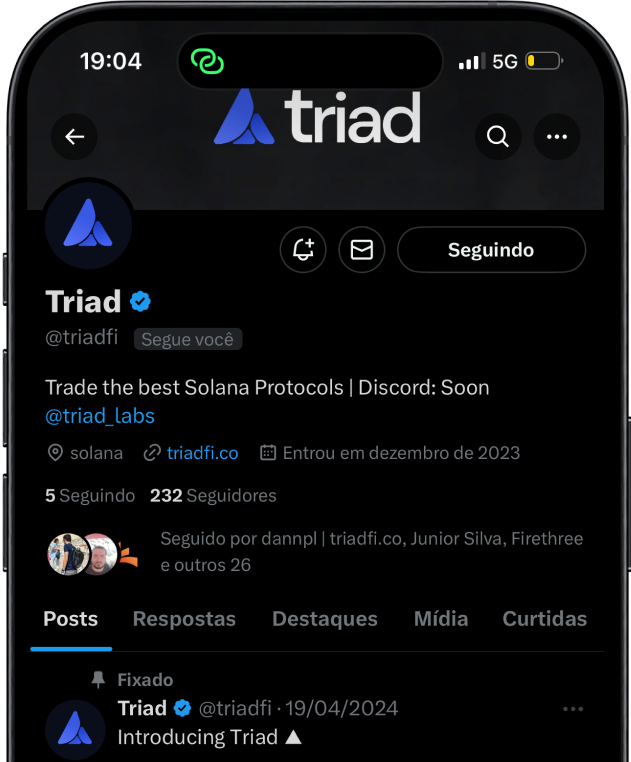 19:04
5G
triad
Seguindo
Triad
@triadfi Segue você
Trade the best Solana Protocols | Discord: Soon
@triad_labs
solana triadfi.co Entrou em dezembro de 2023
5 Seguindo 232 Seguidores
Seguido por dannpl | triadfi.co, Junior Silva, Firethree
e outros 26
Posts Respostas Destaques Mídia Curtidas
Fixado
Triad @triadfi · 19/04/2024
Introducing Triad ▲